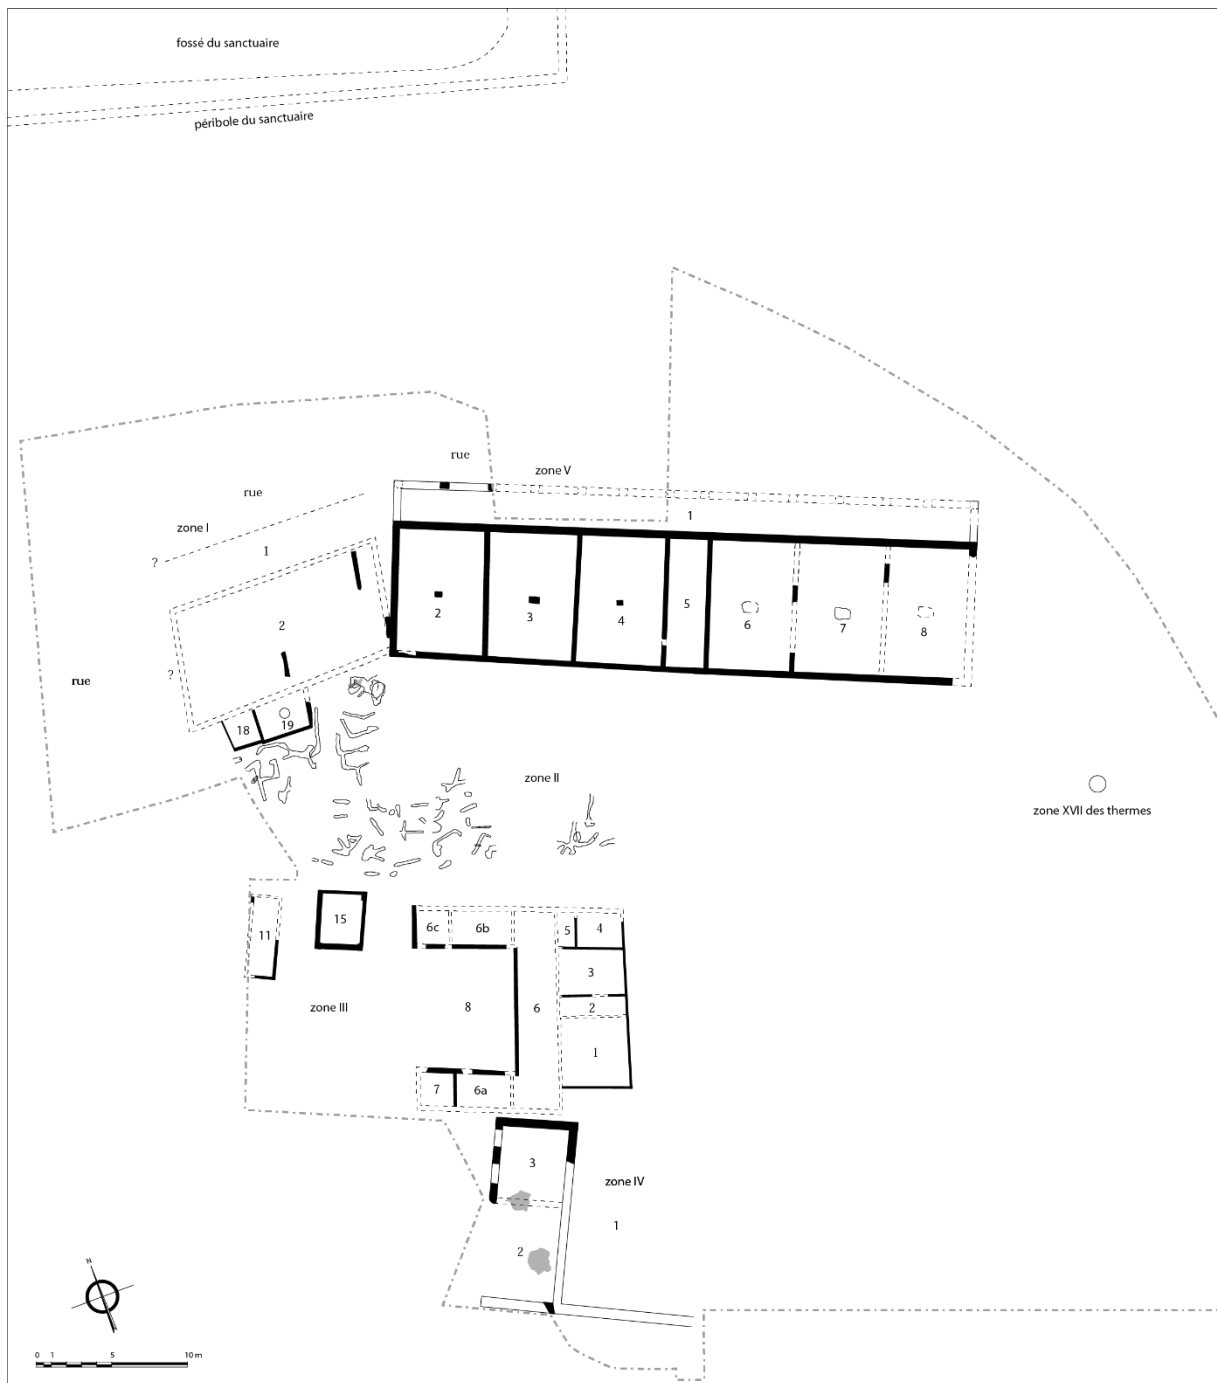 fossé du sanctuaire
péribole du sanctuaire
rue
zone V
rue
1
zone I
1
?
2
3
4
5
6
7
8
2
?
rue
18
19
zone II
zone XVII des thermes
15
11
6c
6b
5
4
3
zone III
8
6
2
1
7
6a
3
zone IV
1
2
N
0 1 5 10 m